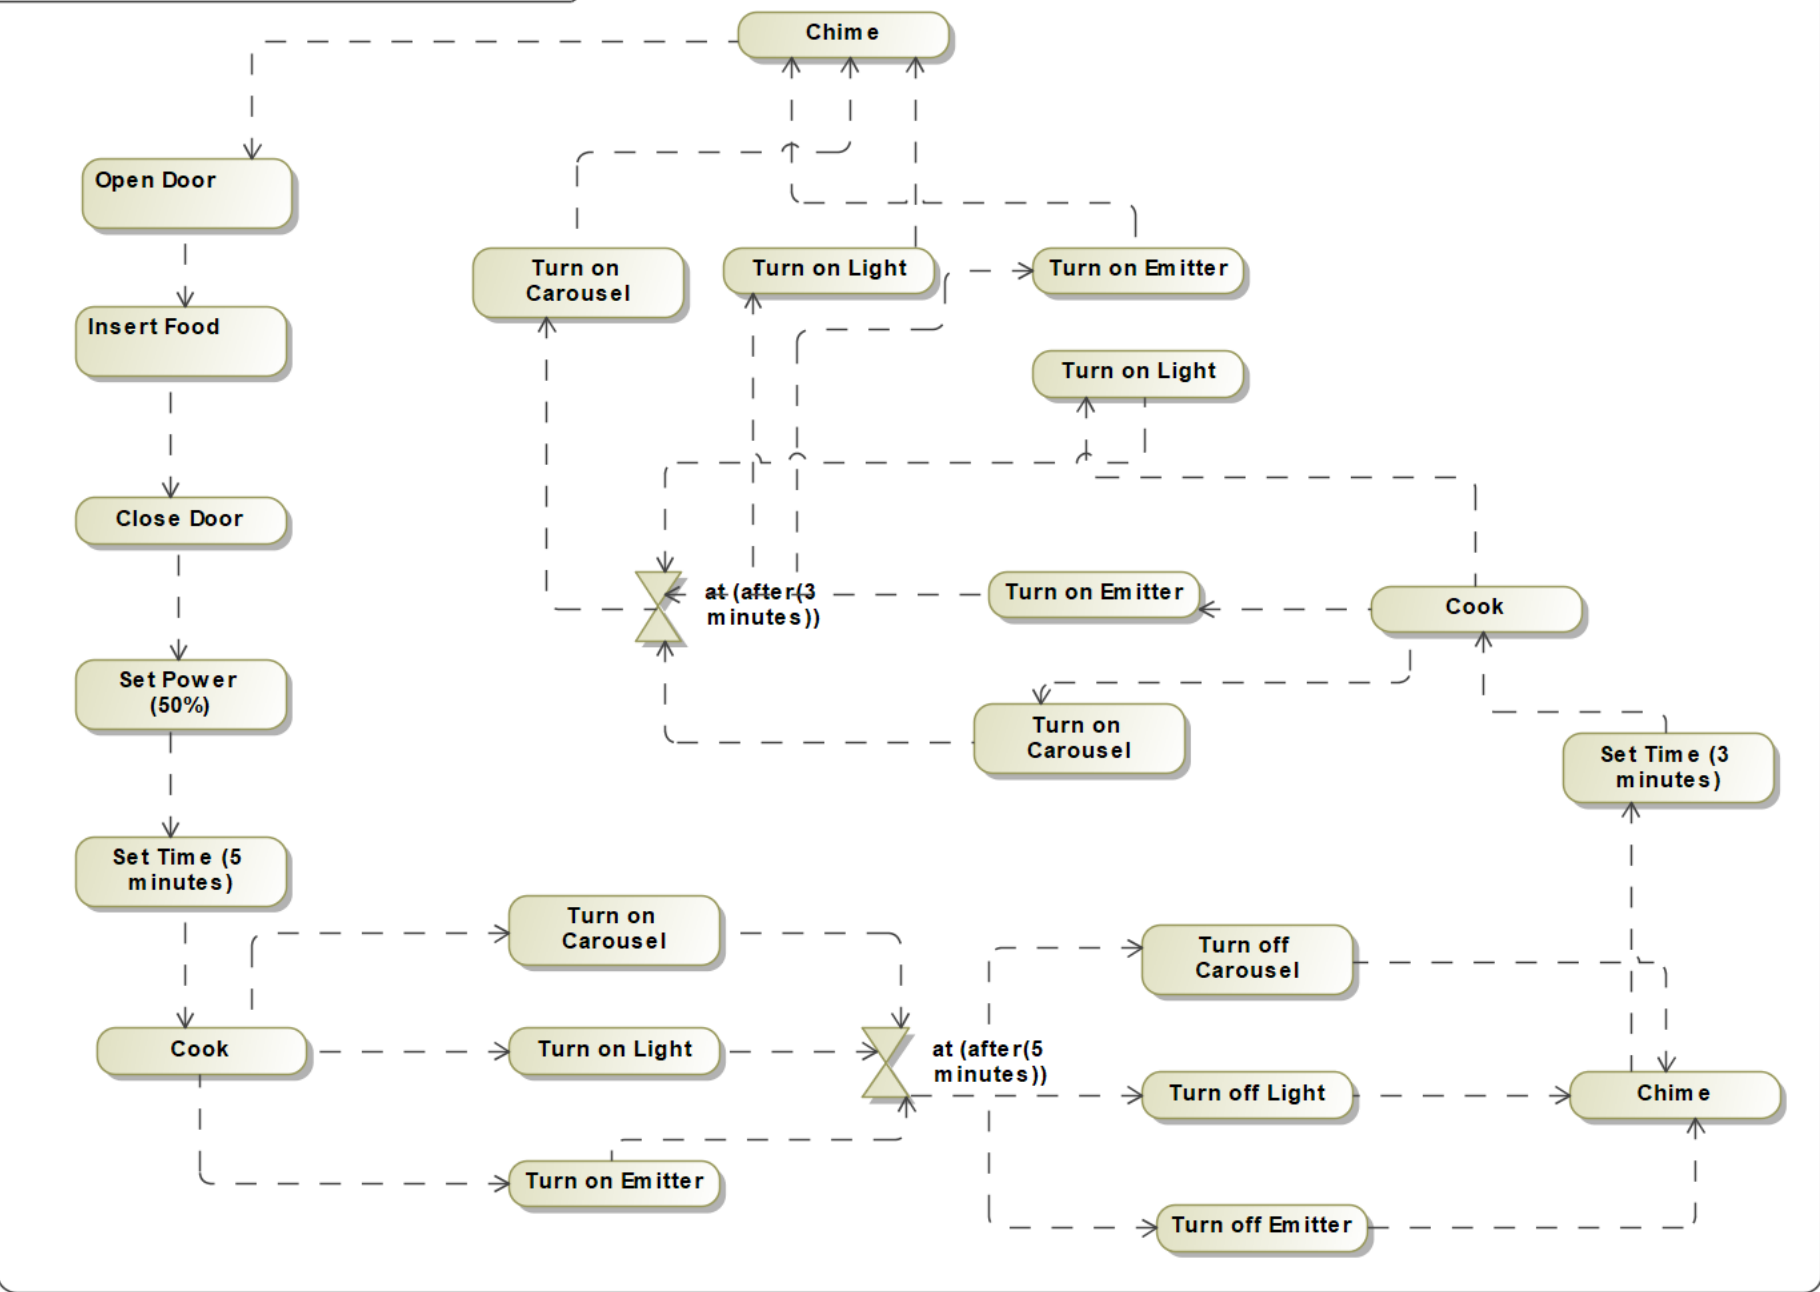 Chime
Open Door
Turn on Carousel
Turn on Light
Turn on Emitter
Insert Food
Turn on Light
Close Door
at (after(3
minutes))
Turn on Emitter
Cook
Set Power
(50%)
Turn on
Carousel
Set Time (3
minutes)
Set Time (5
minutes)
Turn on
Carousel
Turn off
Carousel
Cook
Turn on Light
at (after(5
minutes))
Turn off Light
Chime
Turn on Emitter
Turn off Emitter